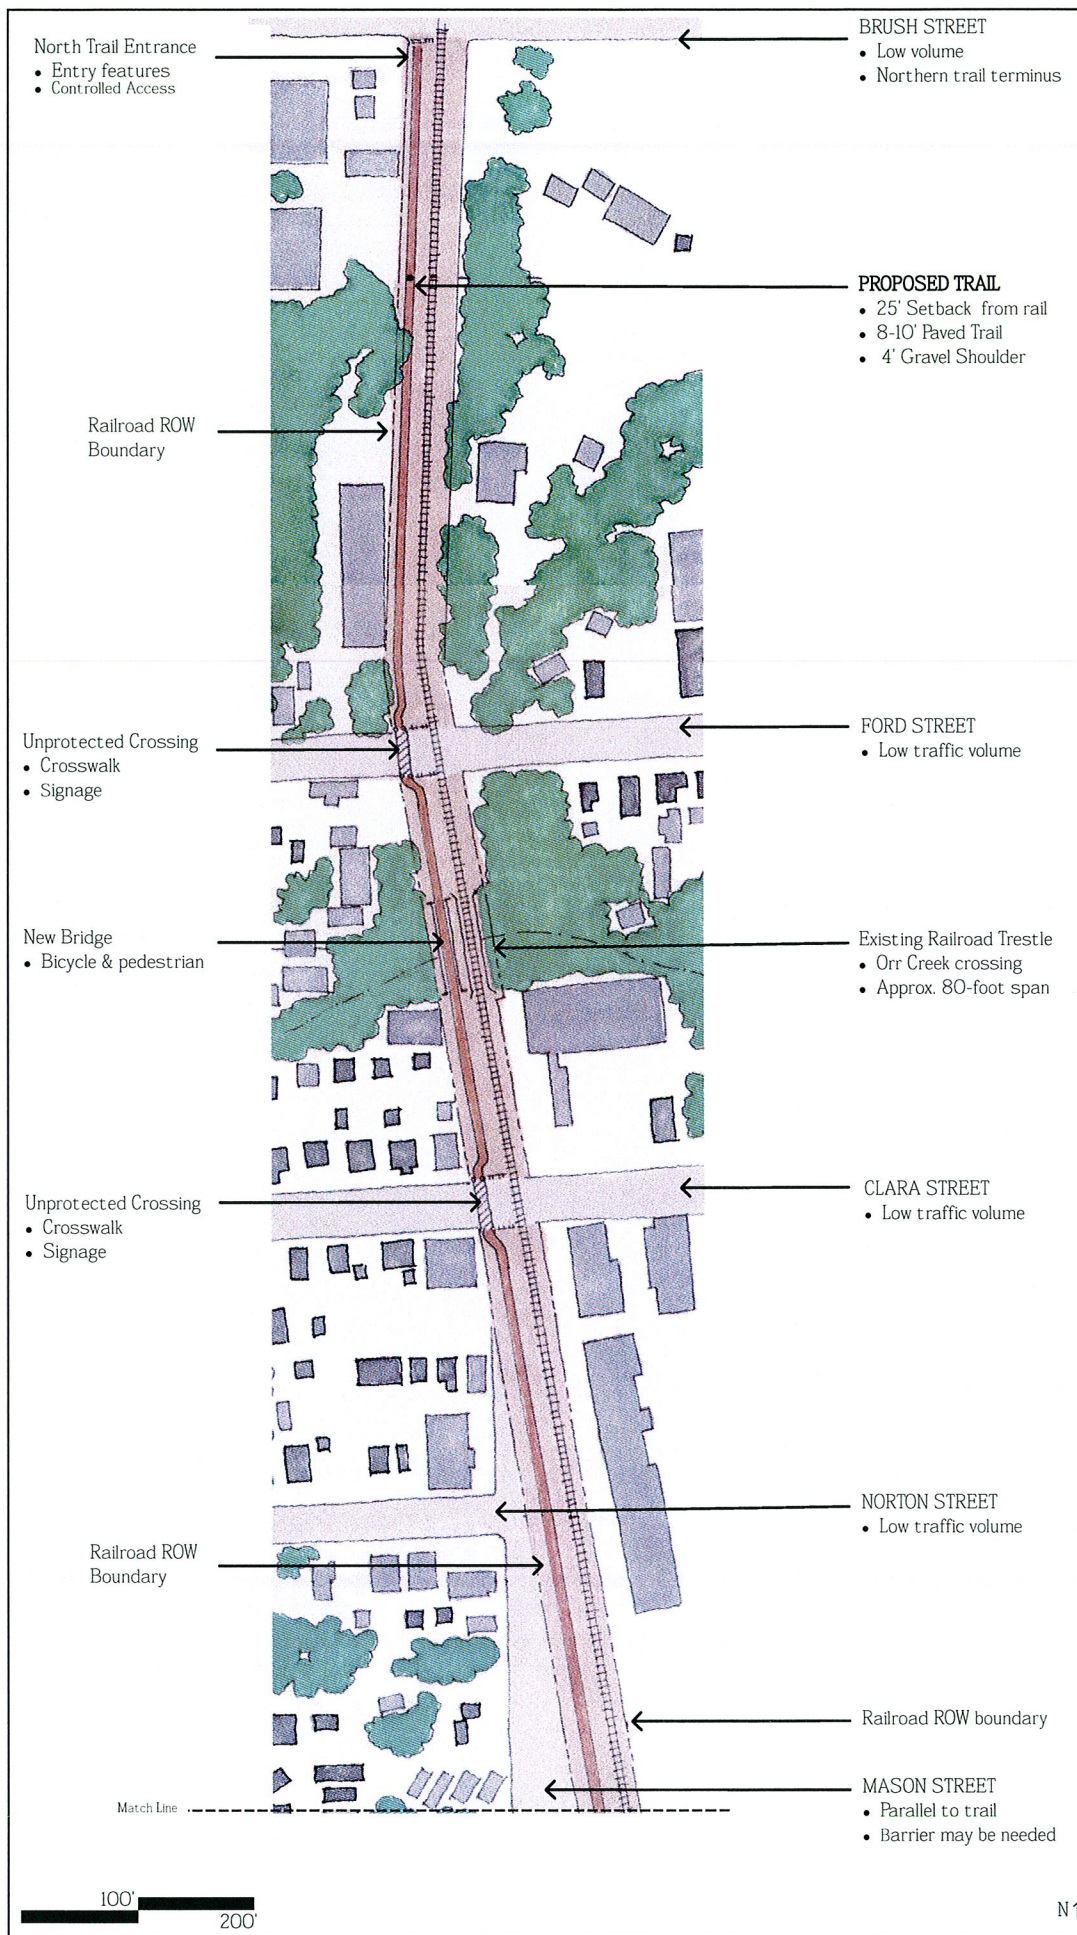 North Trail Entrance
• Entry features
• Controlled Access
BRUSH STREET
• Low volume
• Northern trail terminus
PROPOSED TRAIL
• 25' Setback from rail
• 8-10' Paved Trail
• 4' Gravel Shoulder
Railroad ROW
Boundary
FORD STREET
• Low traffic volume
Unprotected Crossing
• Crosswalk
• Signage
New Bridge
• Bicycle & pedestrian
Existing Railroad Trestle
• Orr Creek crossing
• Approx. 80-foot span
CLARA STREET
• Low traffic volume
Unprotected Crossing
• Crosswalk
• Signage
NORTON STREET
• Low traffic volume
Railroad ROW
Boundary
Railroad ROW boundary
MASON STREET
• Parallel to trail
• Barrier may be needed
Match Line
100'
200'
N